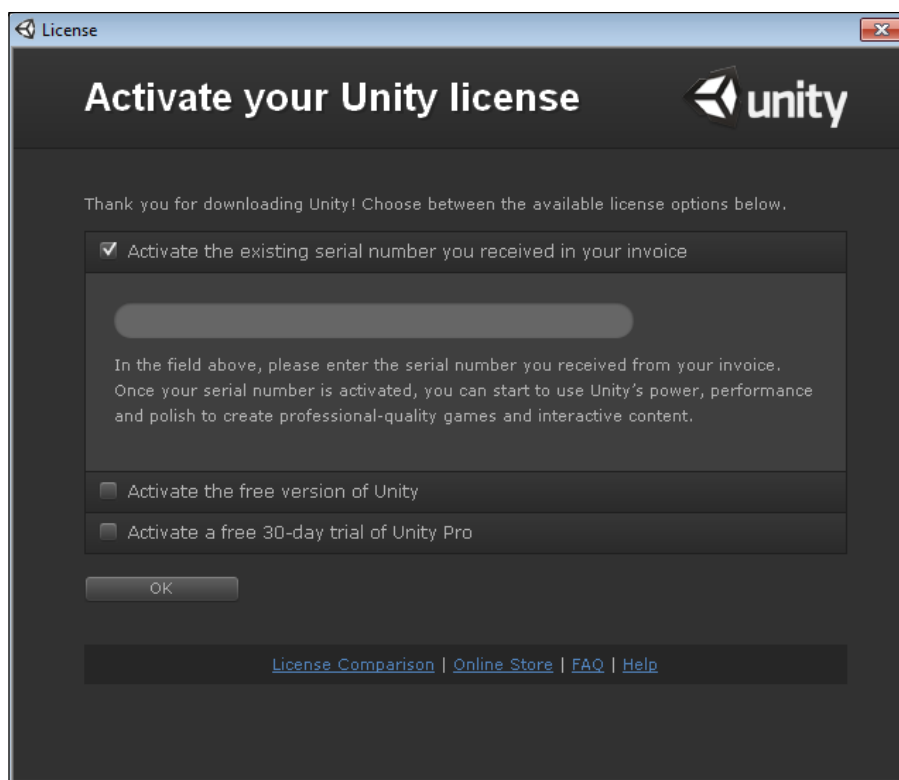 License
Activate your Unity license
unity
Thank you for downloading Unity! Choose between the available license options below.
Activate the existing serial number you received in your invoice
In the field above, please enter the serial number you received from your invoice.
Once your serial number is activated, you can start to use Unity's power, performance
and polish to create professional-quality games and interactive content.
Activate the free version of Unity
Activate a free 30-day trial of Unity Pro
OK
License Comparison | Online Store | FAQ | Help